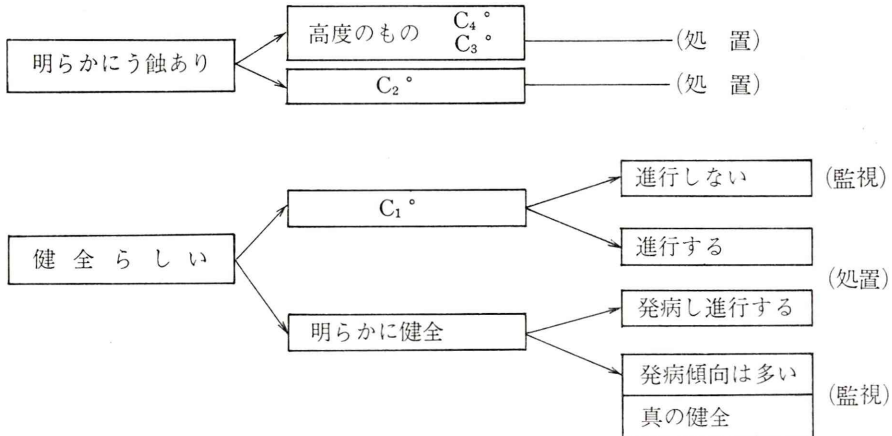 高度のもの C₄°
C₃° (処 置)
明らかにう蝕あり
C₂° (処 置)
進行しない (監視)
C₁°
進行する
健 全 ら し い
(処置)
発病し進行する
明らかに健全
発病傾向は多い
(監視)
真の健全